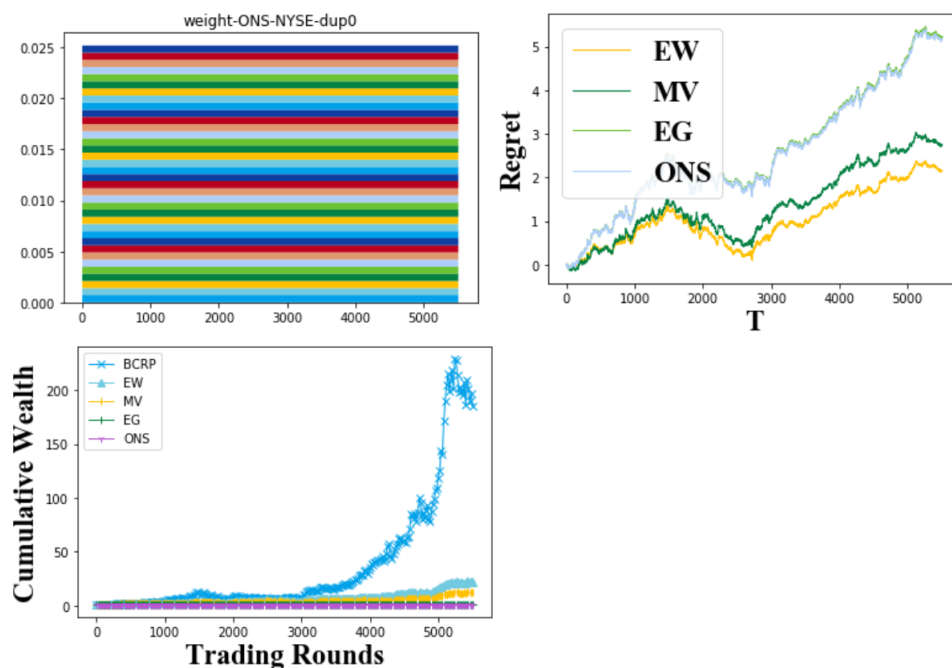 weight-ONS-NYSE-dup0
0.025
0.020
0.015
0.010
0.005
0.000
0 1000 2000 3000 4000 5000
Regret
5
4
3
2
1
0
EW
MV
EG
ONS
0 1000 2000 3000 4000 5000
T
Cumulative Wealth
200
150
100
50
0
BCRP
EW
MV
EG
ONS
0 1000 2000 3000 4000 5000
Trading Rounds